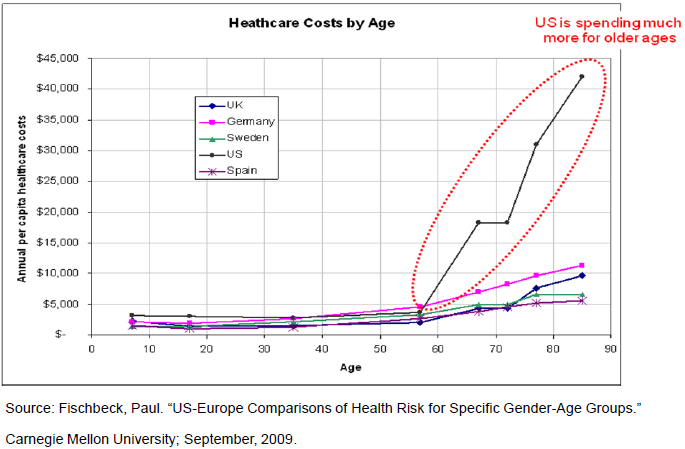 Heathcare Costs by Age
US is spending much
more for older ages
$45,000
$40,000
$35,000
$30,000
$25,000
$20,000
$15,000
$10,000
$5,000
$-
Annual per capita healthcare costs
UK
Germany
Sweden
US
Spain
0 10 20 30 40 50 60 70 80 90
Age
Source: Fischbeck, Paul. “US-Europe Comparisons of Health Risk for Specific Gender-Age Groups.”
Carnegie Mellon University; September, 2009.